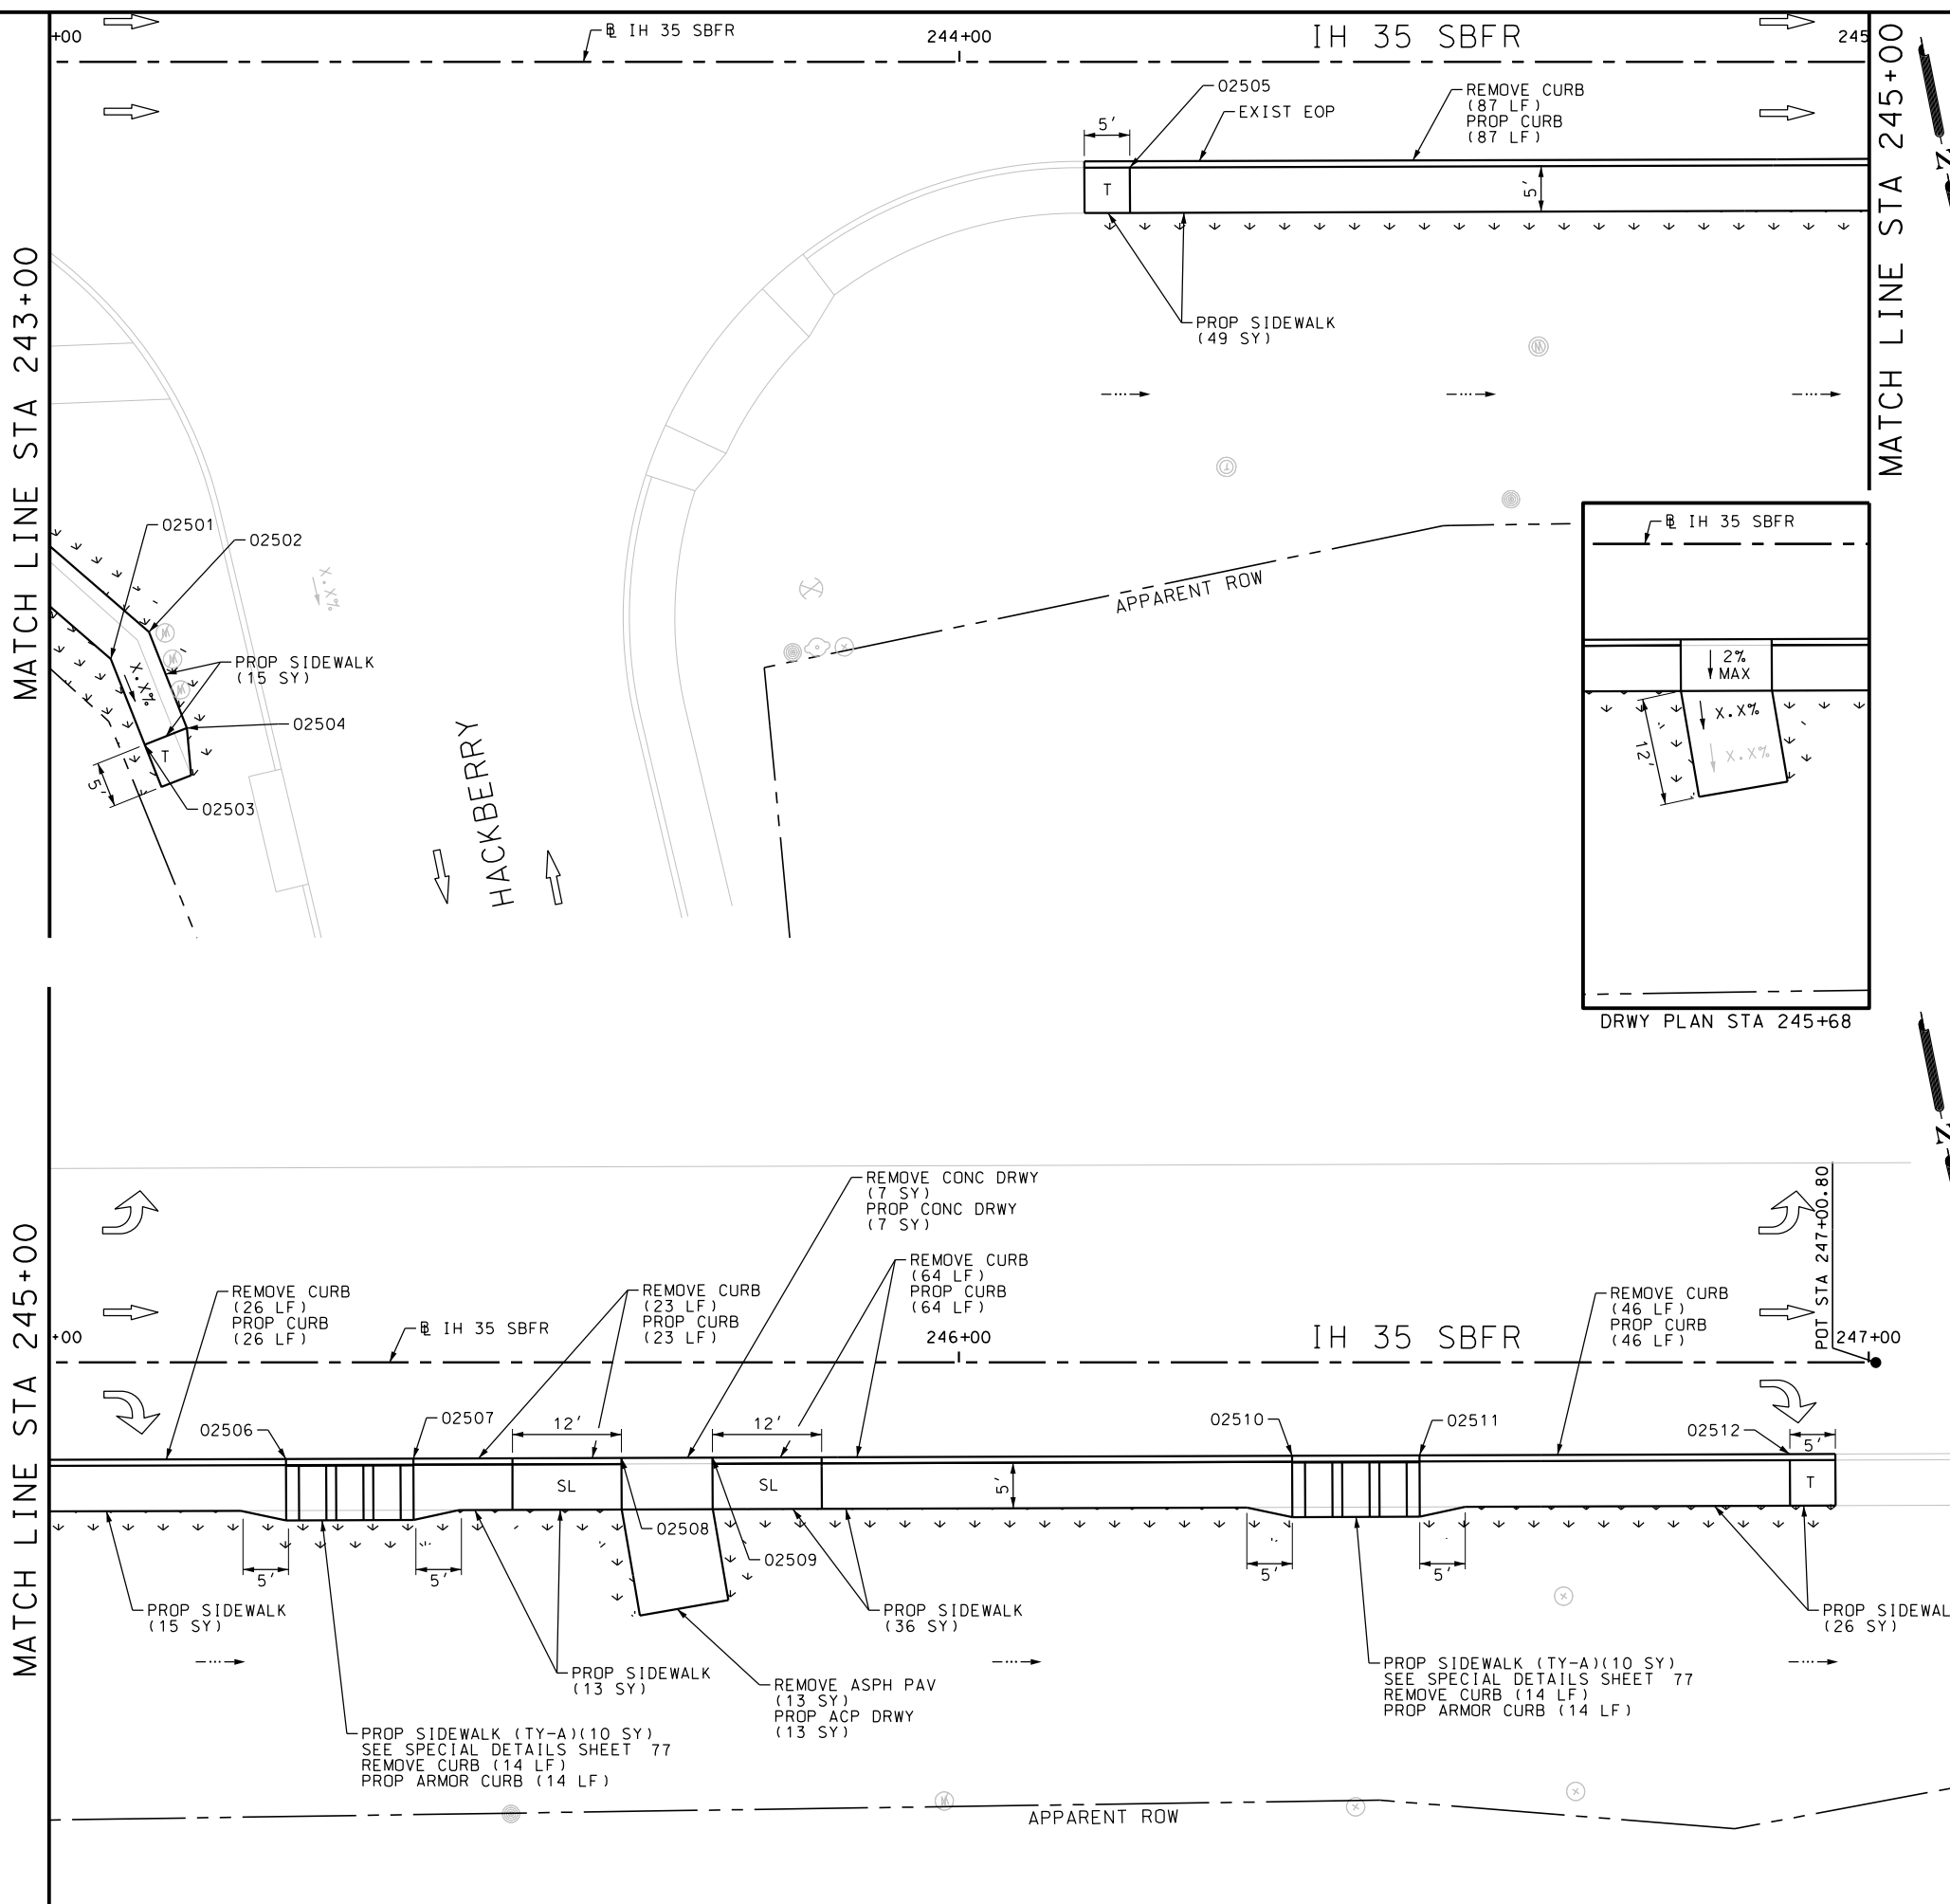 +00
℄ IH 35 SBFR
244+00
IH 35 SBFR
245
02505
EXIST EOP
REMOVE CURB
(87 LF)
PROP CURB
(87 LF)
5'
T
5'
PROP SIDEWALK
(49 SY)
MATCH LINE STA 243+00
MATCH LINE STA 245+00
N
W
T
02501
02502
X.X%
W
W
W
PROP SIDEWALK
(15 SY)
X.X%
02504
T
5'
02503
HACKBERRY
APPARENT ROW
℄ IH 35 SBFR
2%
MAX
X.X%
X.X%
12'
DRWY PLAN STA 245+68
N
MATCH LINE STA 245+00
REMOVE CONC DRWY
(7 SY)
PROP CONC DRWY
(7 SY)
REMOVE CURB
(64 LF)
PROP CURB
(64 LF)
REMOVE CURB
(26 LF)
PROP CURB
(26 LF)
REMOVE CURB
(23 LF)
PROP CURB
(23 LF)
REMOVE CURB
(46 LF)
PROP CURB
(46 LF)
POT STA 247+00.80
+00
℄ IH 35 SBFR
246+00
IH 35 SBFR
247+00
02506
02507
12'
12'
02510
02511
02512
5'
SL
SL
5'
T
02508
02509
5'
5'
5'
5'
PROP SIDEWALK
(15 SY)
PROP SIDEWALK
(36 SY)
PROP SIDEWAL
(26 SY)
PROP SIDEWALK
(13 SY)
REMOVE ASPH PAV
(13 SY)
PROP ACP DRWY
(13 SY)
PROP SIDEWALK (TY-A)(10 SY)
SEE SPECIAL DETAILS SHEET 77
REMOVE CURB (14 LF)
PROP ARMOR CURB (14 LF)
PROP SIDEWALK (TY-A)(10 SY)
SEE SPECIAL DETAILS SHEET 77
REMOVE CURB (14 LF)
PROP ARMOR CURB (14 LF)
W
APPARENT ROW